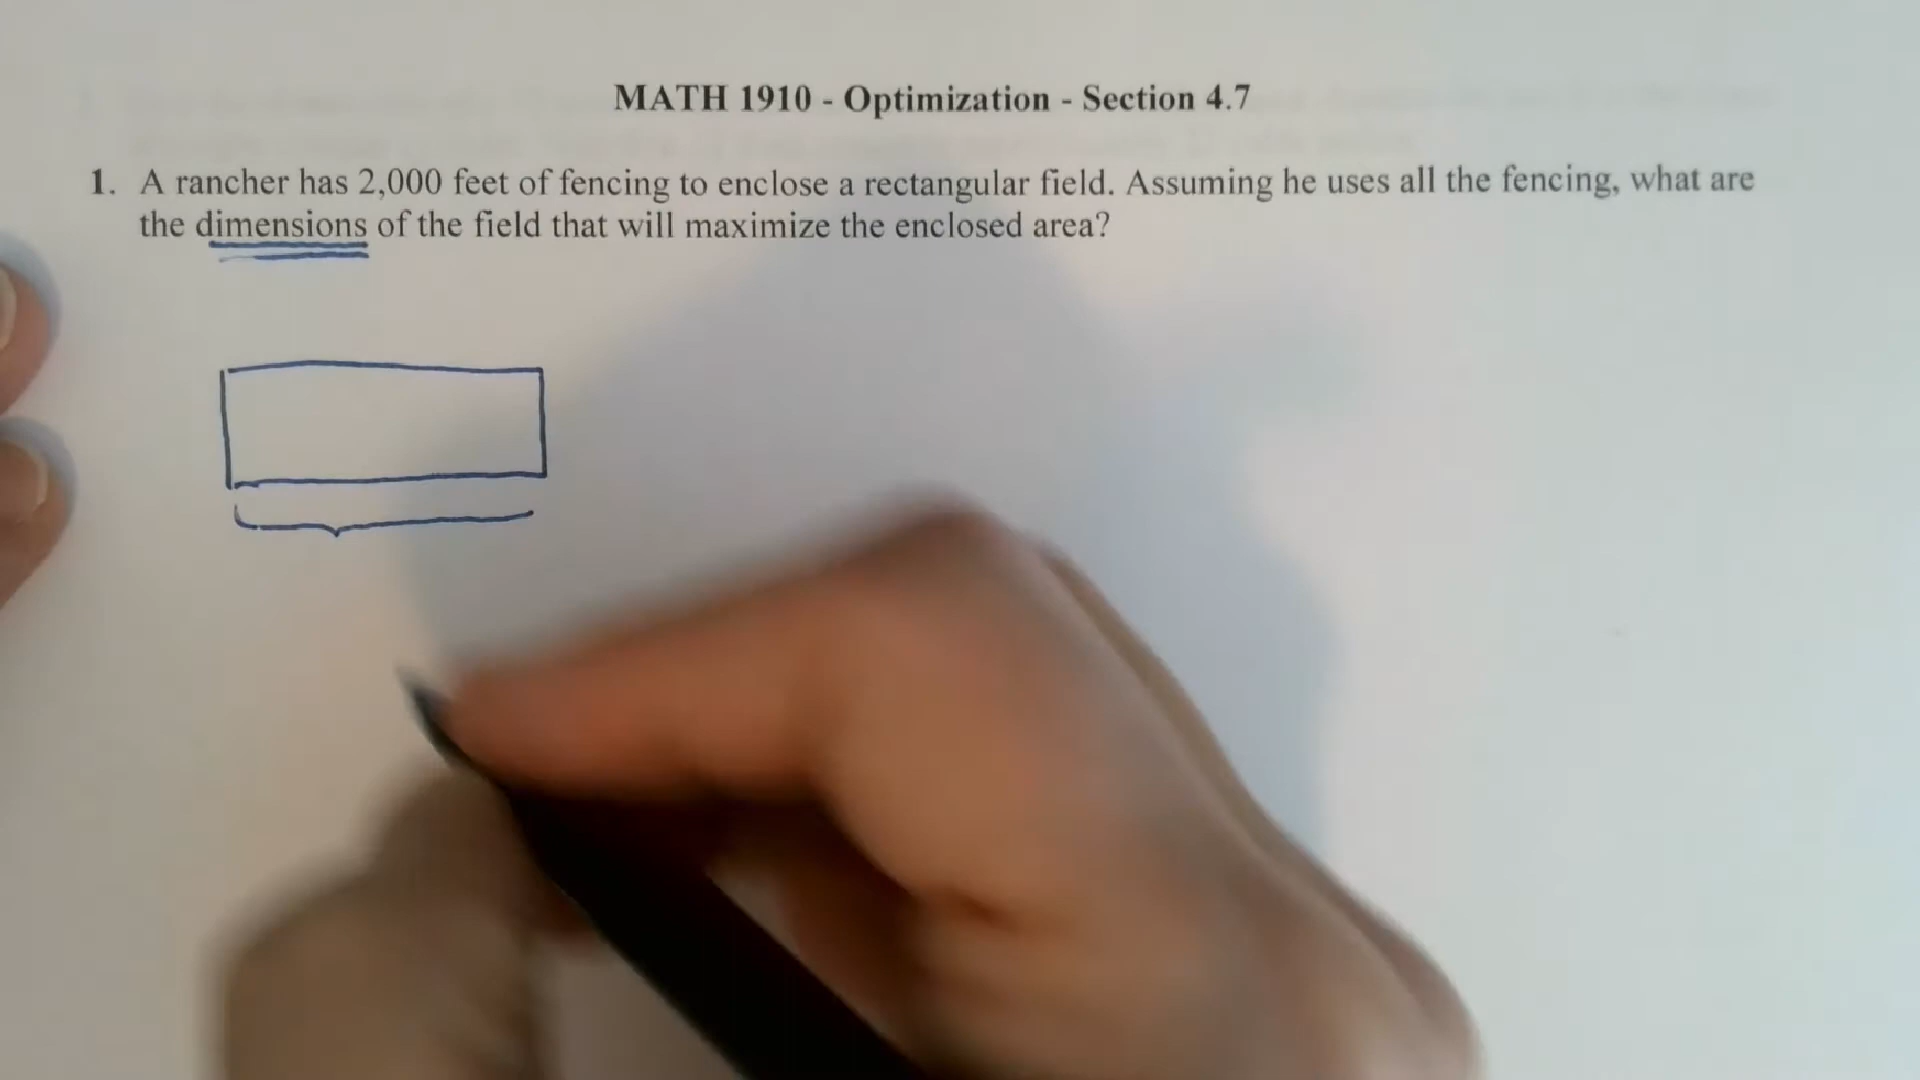 MATH 1910 - Optimization - Section 4.7
1. A rancher has 2,000 feet of fencing to enclose a rectangular field. Assuming he uses all the fencing, what are
the dimensions of the field that will maximize the enclosed area?